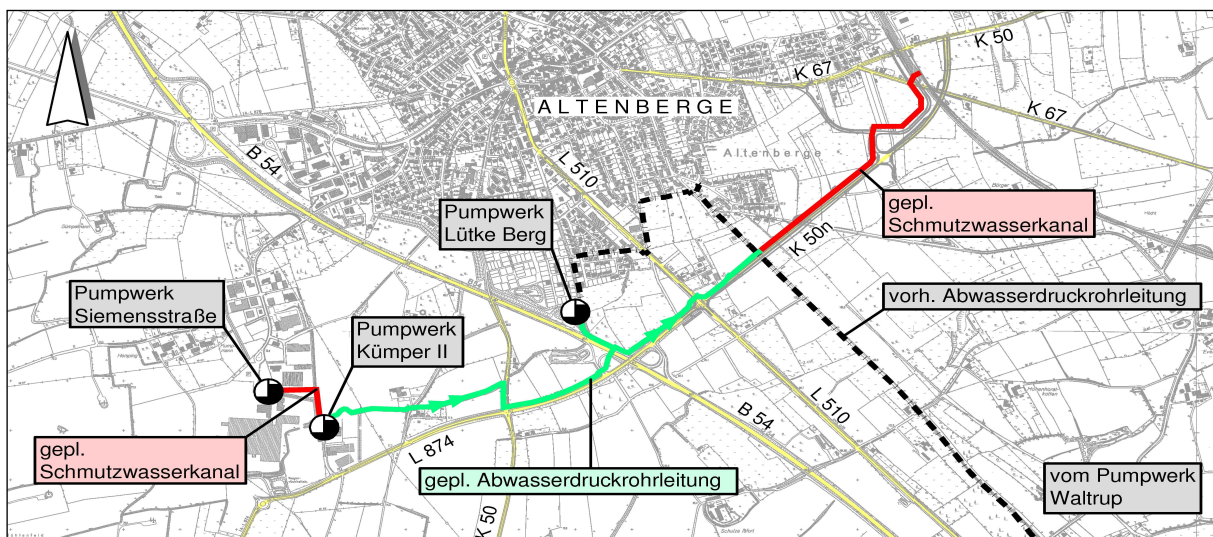 K 50
K 67
ALTENBERGE
K 67
B 54
L 510
Altenberge
gepl.
Schmutzwasserkanal
Pumpwerk
Lütke Berg
K 50n
Pumpwerk
Siemensstraße
vorh. Abwasserdruckrohrleitung
Pumpwerk
Kümper II
gepl.
Schmutzwasserkanal
L 874
B 54
L 510
gepl. Abwasserdruckrohrleitung
vom Pumpwerk
Waltrup
K 50